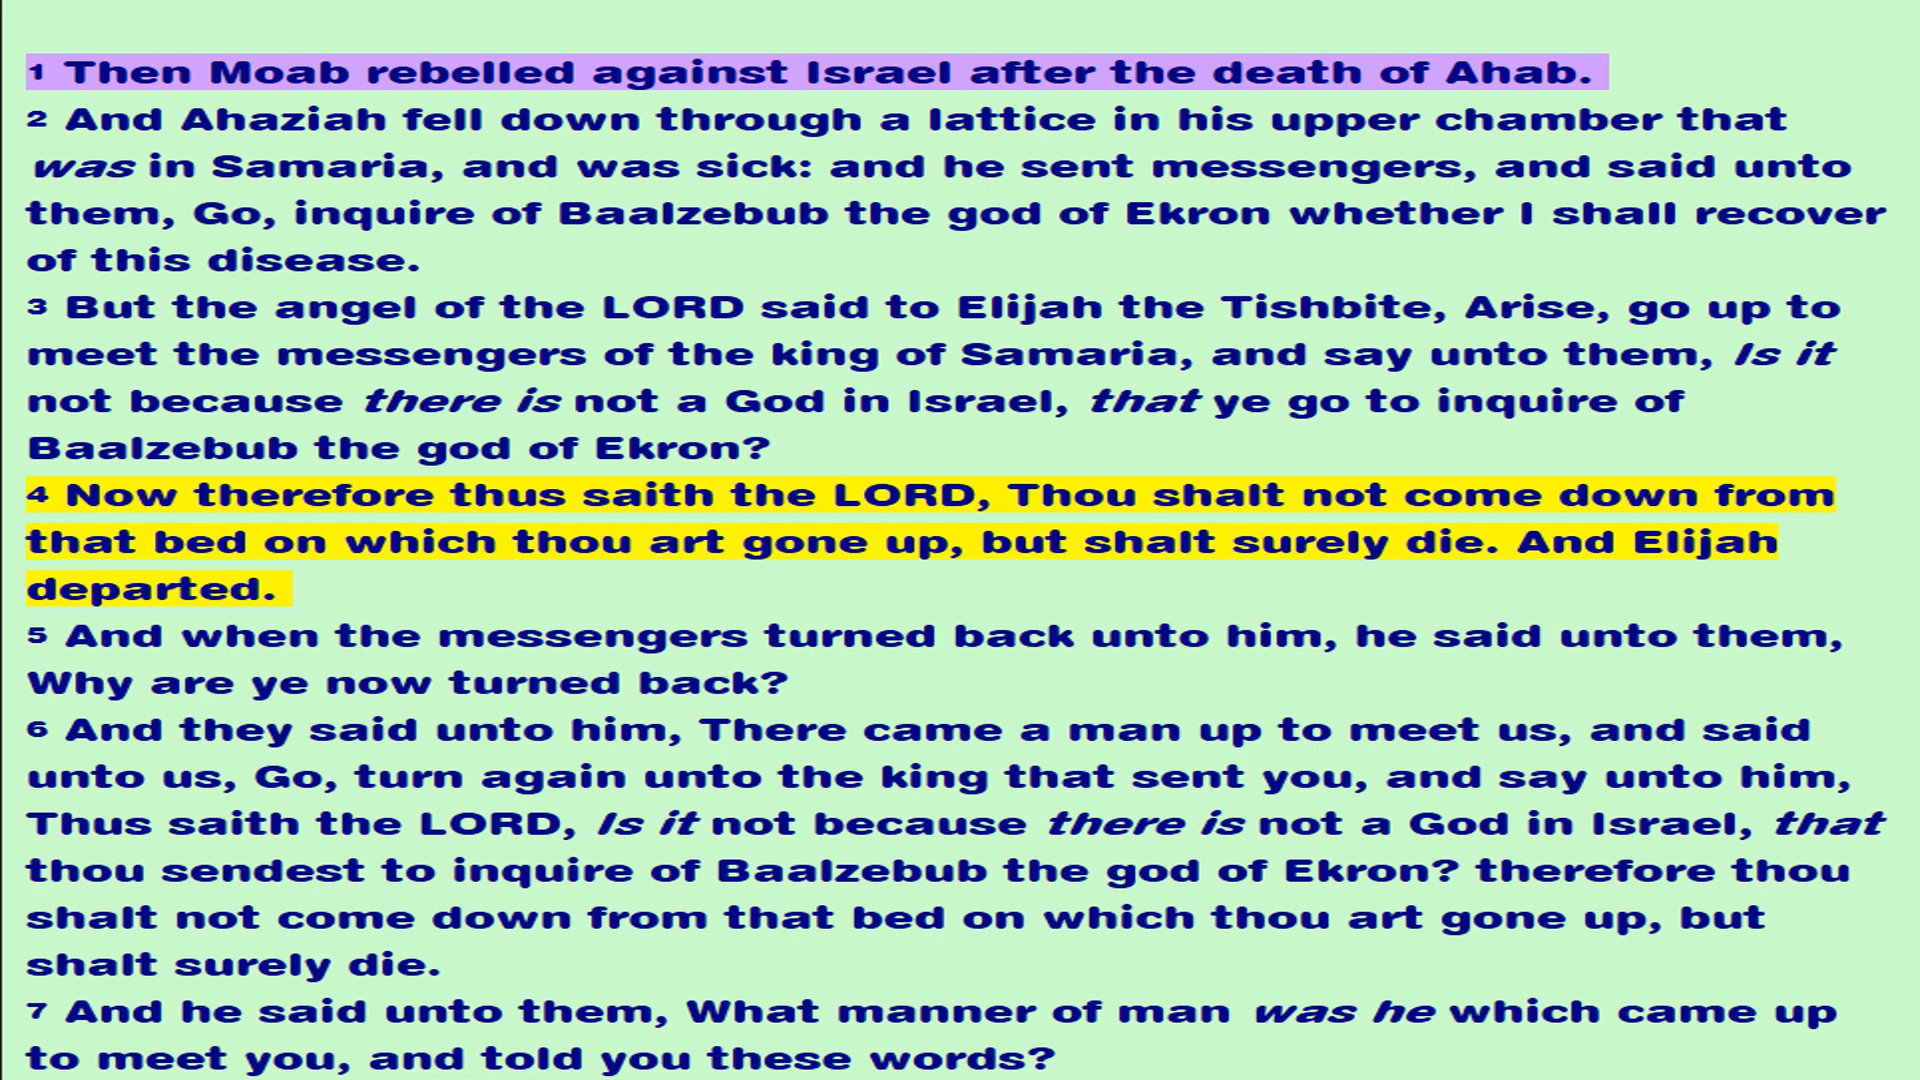 1 Then Moab rebelled against Israel after the death of Ahab.
2 And Ahaziah fell down through a lattice in his upper chamber that
was in Samaria, and was sick: and he sent messengers, and said unto
them, Go, inquire of Baalzebub the god of Ekron whether I shall recover
of this disease.
3 But the angel of the LORD said to Elijah the Tishbite, Arise, go up to
meet the messengers of the king of Samaria, and say unto them, Is it
not because there is not a God in Israel, that ye go to inquire of
Baalzebub the god of Ekron?
4 Now therefore thus saith the LORD, Thou shalt not come down from
that bed on which thou art gone up, but shalt surely die. And Elijah
departed.
5 And when the messengers turned back unto him, he said unto them,
Why are ye now turned back?
6 And they said unto him, There came a man up to meet us, and said
unto us, Go, turn again unto the king that sent you, and say unto him,
Thus saith the LORD, Is it not because there is not a God in Israel, that
thou sendest to inquire of Baalzebub the god of Ekron? therefore thou
shalt not come down from that bed on which thou art gone up, but
shalt surely die.
7 And he said unto them, What manner of man was he which came up
to meet you, and told you these words?